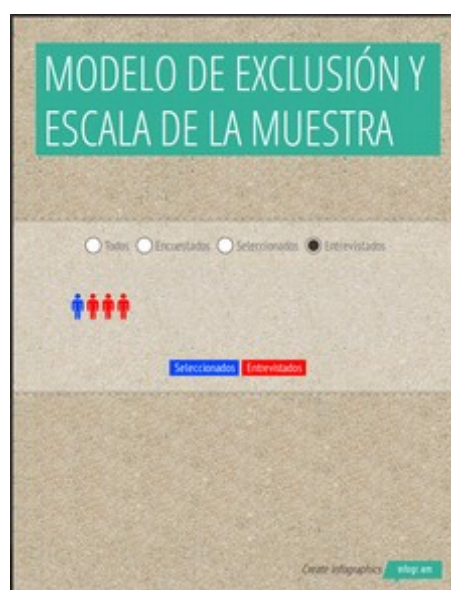 MODELO DE EXCLUSIÓN Y
ESCALA DE LA MUESTRA
Todos Encuestados Seleccionados Entrevistados
Seleccionados Entrevistados
Create infographics infogr.am